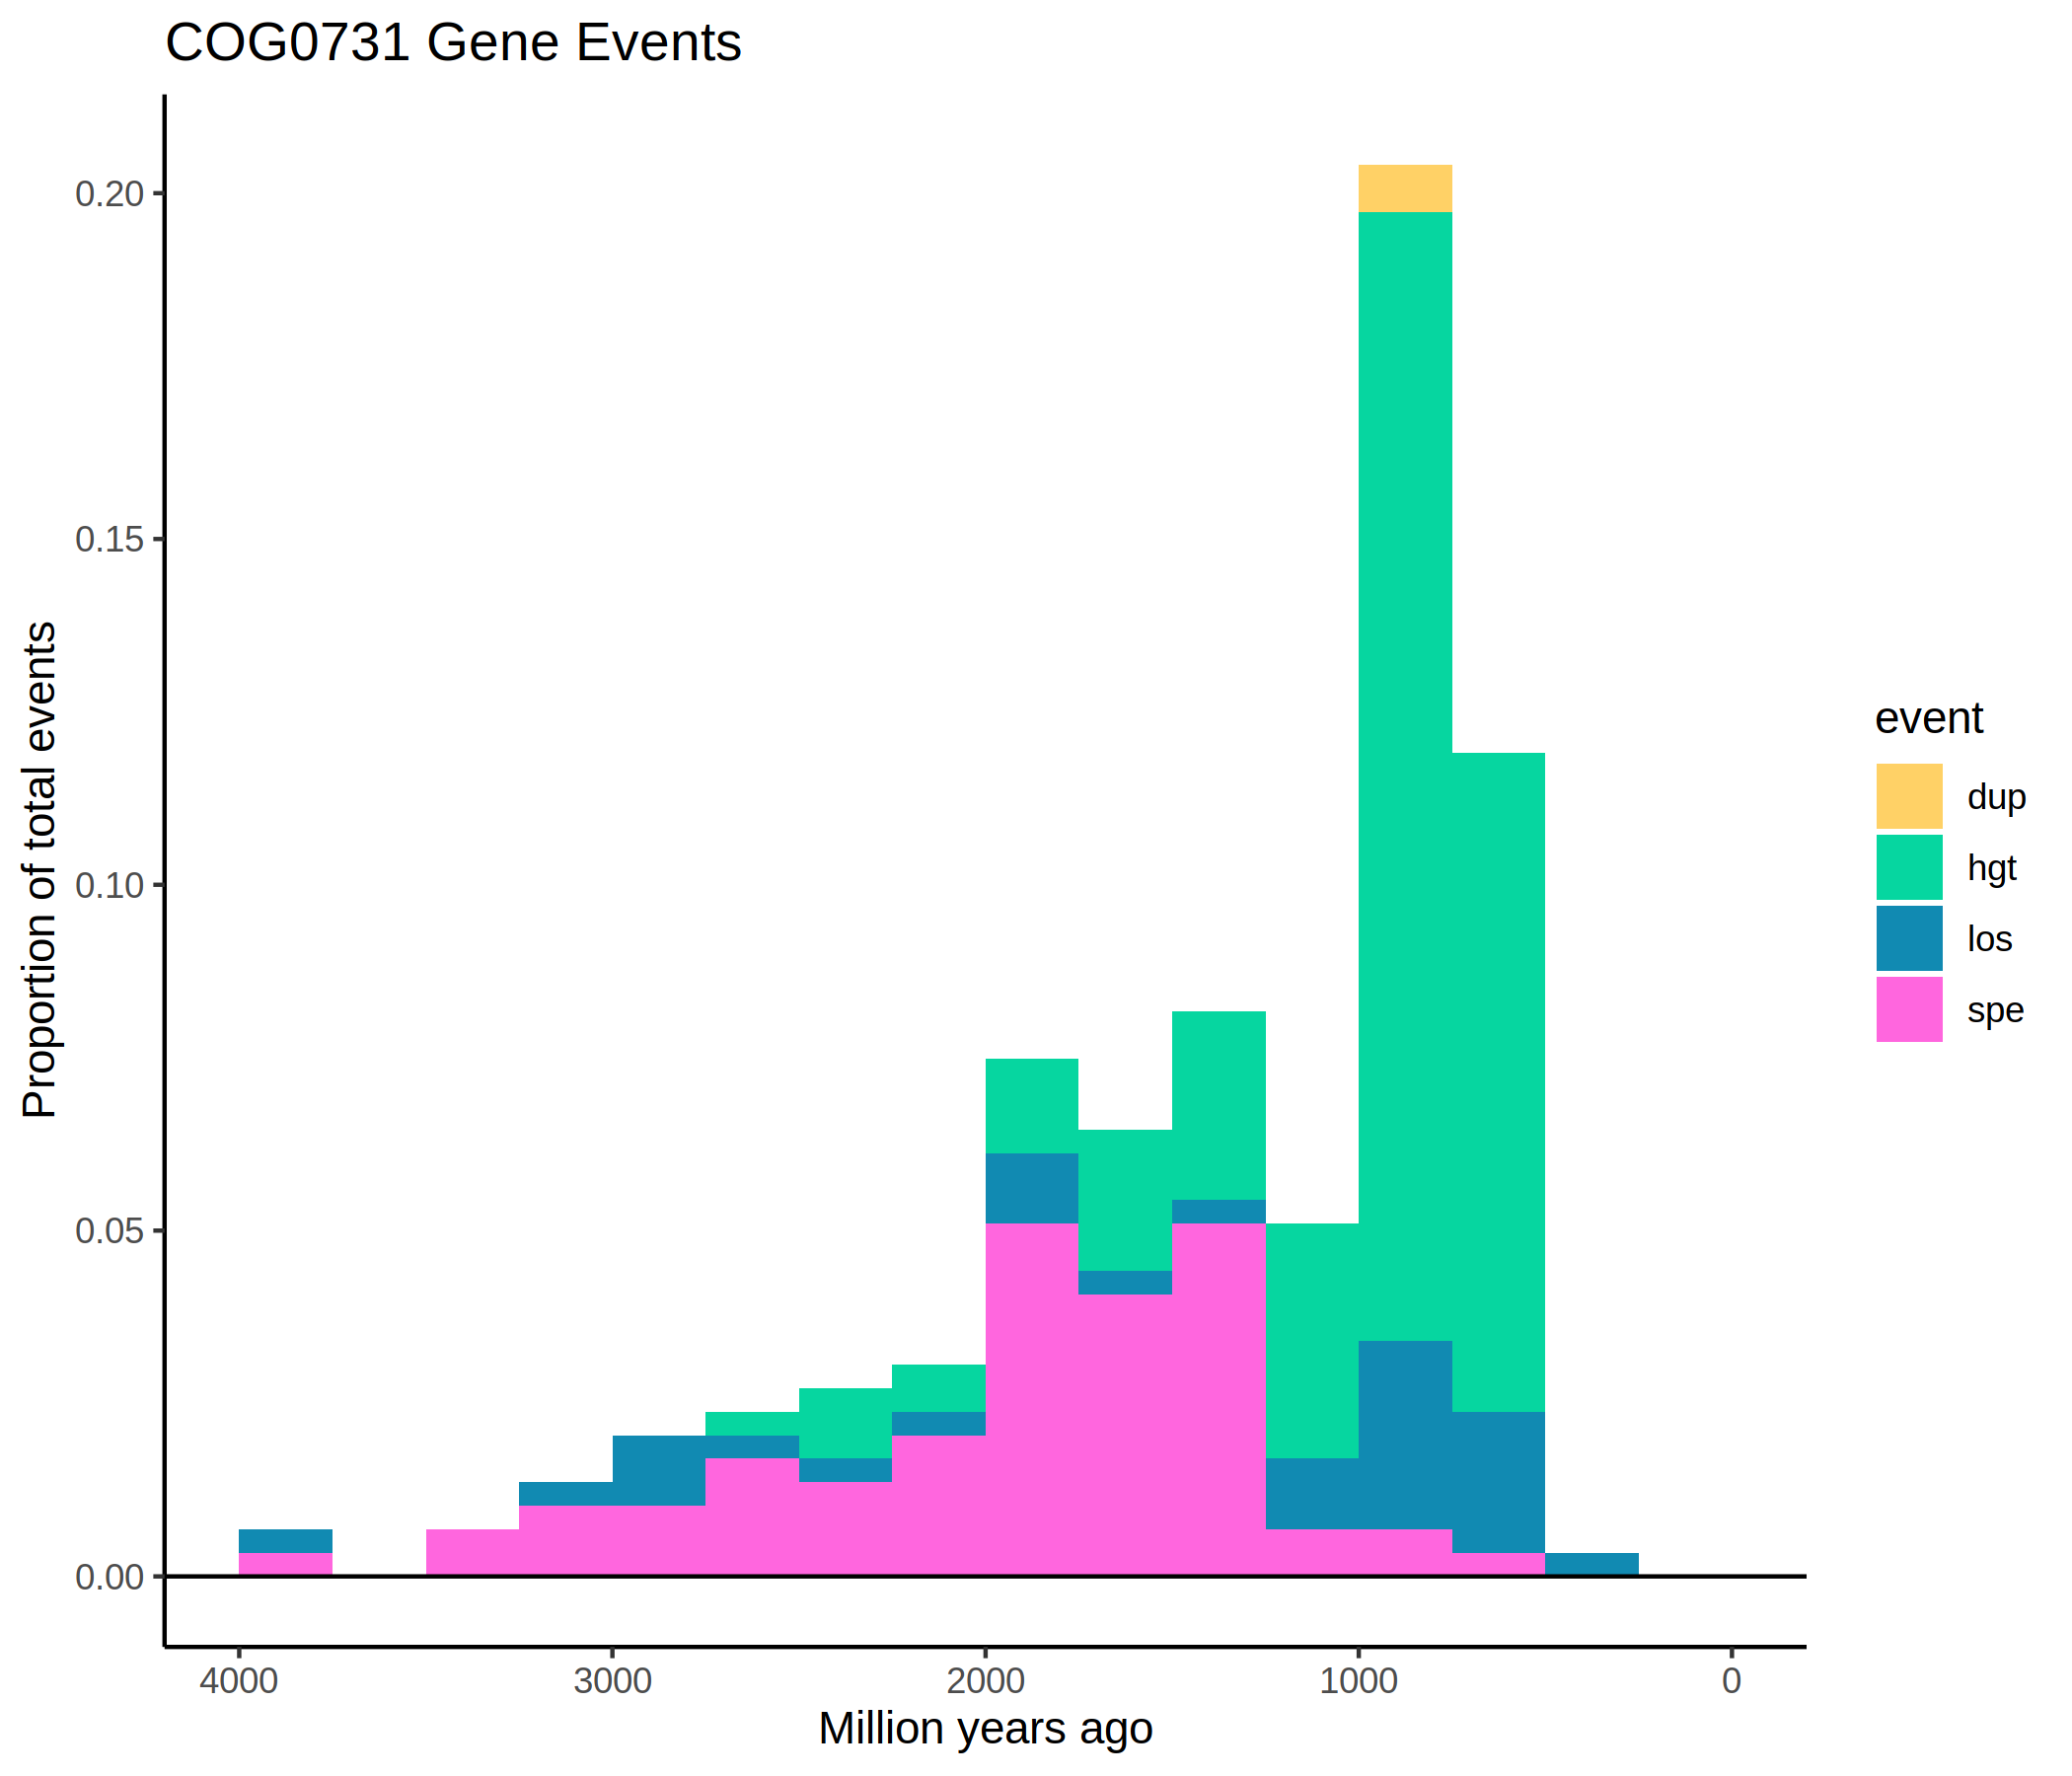 COG0731 Gene Events
Proportion of total events
0.20
0.15
0.10
0.05
0.00
4000 3000 2000 1000 0
Million years ago
event
dup
hgt
los
spe